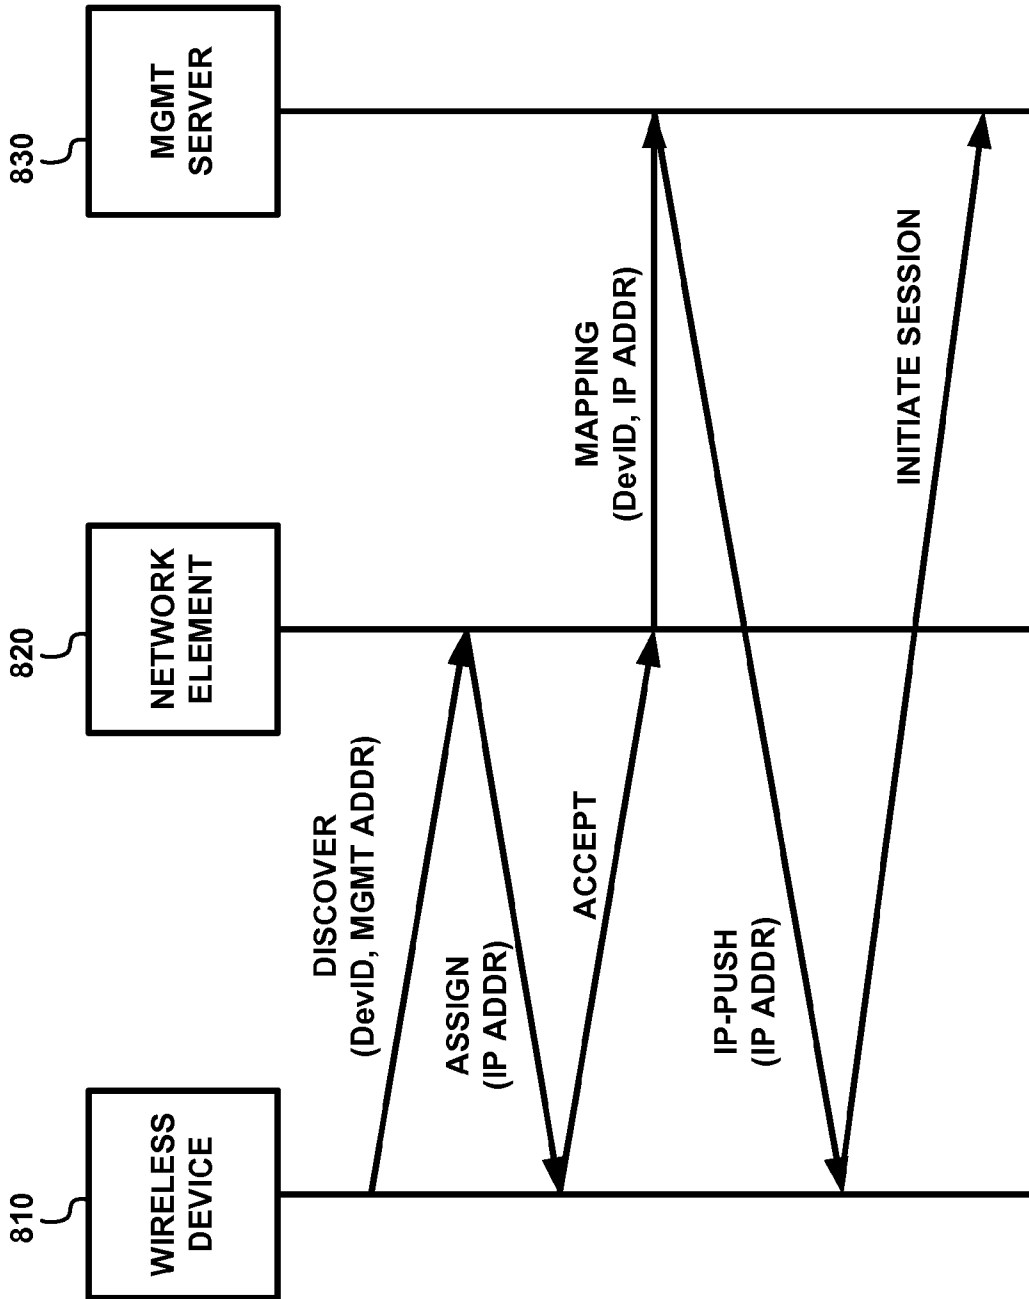 810
WIRELESS
DEVICE
820
NETWORK
ELEMENT
830
MGMT
SERVER
DISCOVER
(DevID, MGMT ADDR)
ASSIGN
(IP ADDR)
ACCEPT
MAPPING
(DevID, IP ADDR)
IP-PUSH
(IP ADDR)
INITIATE SESSION